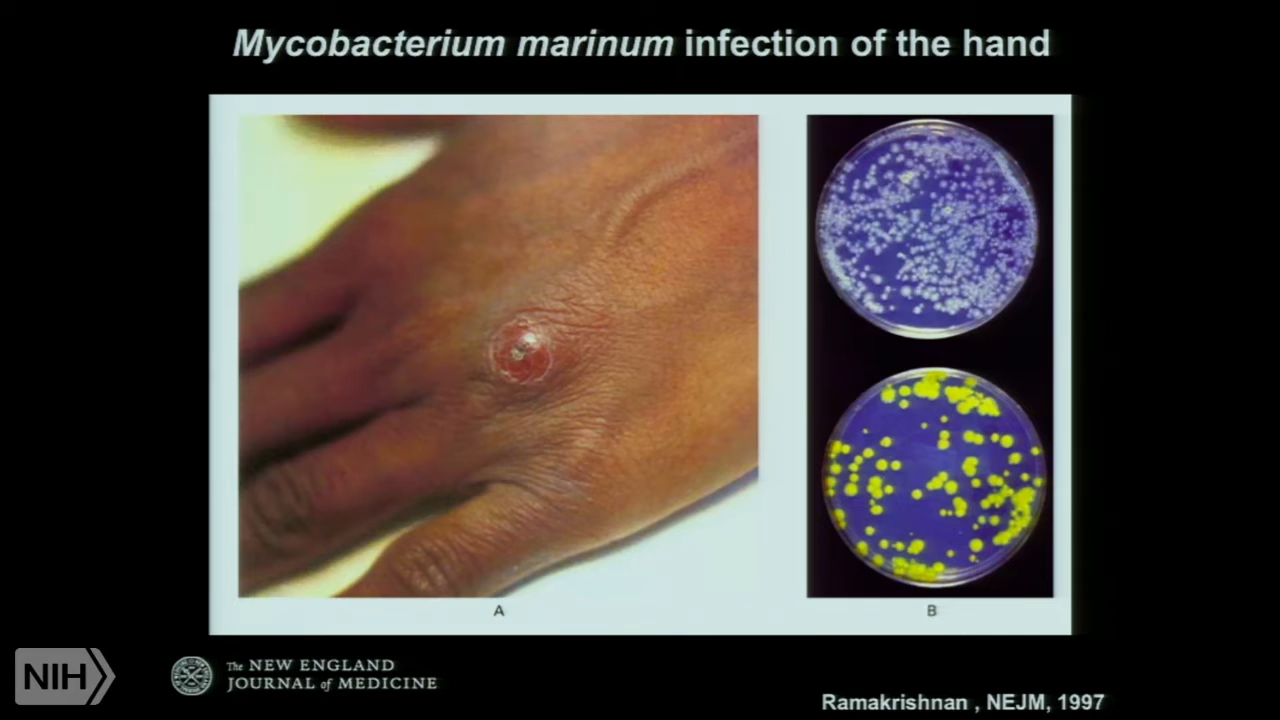 Mycobacterium marinum infection of the hand
A
B
NIH
The NEW ENGLAND
JOURNAL of MEDICINE
Ramakrishnan , NEJM, 1997